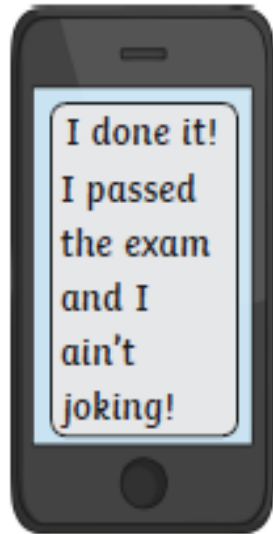 I done it!
I passed
the exam
and I
ain't
joking!